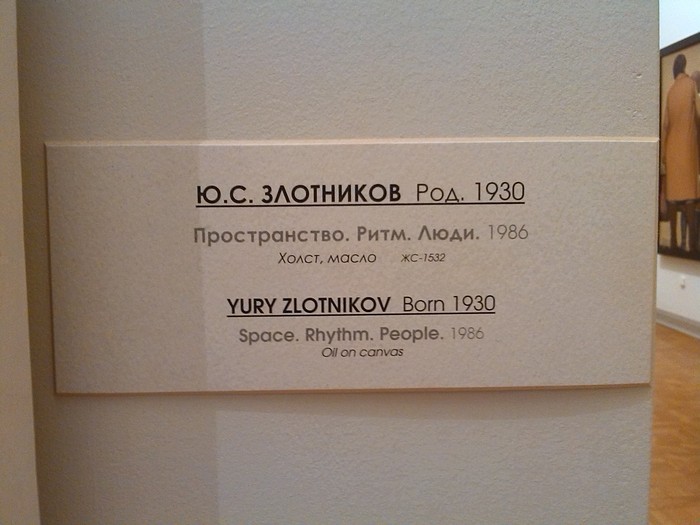 Ю.С. ЗЛОТНИКОВ Род. 1930
Пространство. Ритм. Люди. 1986
Холст, масло ЖС-1532
YURY ZLOTNIKOV Born 1930
Space. Rhythm. People. 1986
Oil on canvas